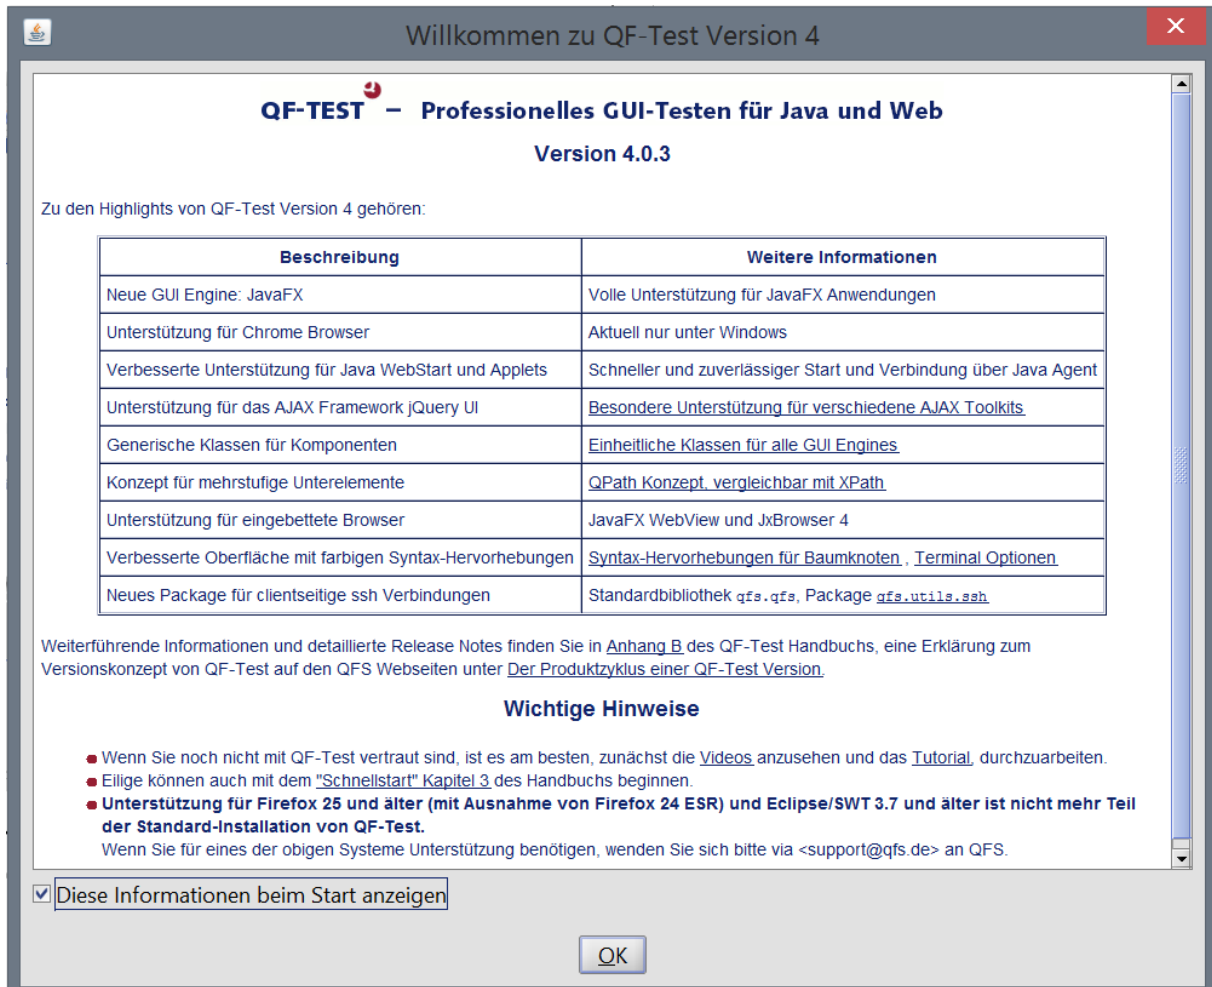 Willkommen zu QF-Test Version 4
QF-TEST – Professionelles GUI-Testen für Java und Web
Version 4.0.3
Zu den Highlights von QF-Test Version 4 gehören:
Beschreibung Weitere Informationen
Neue GUI Engine: JavaFX Volle Unterstützung für JavaFX Anwendungen
Unterstützung für Chrome Browser Aktuell nur unter Windows
Verbesserte Unterstützung für Java WebStart und Applets Schneller und zuverlässiger Start und Verbindung über Java Agent
Unterstützung für das AJAX Framework jQuery UI Besondere Unterstützung für verschiedene AJAX Toolkits
Generische Klassen für Komponenten Einheitliche Klassen für alle GUI Engines
Konzept für mehrstufige Unterelemente QPath Konzept, vergleichbar mit XPath
Unterstützung für eingebettete Browser JavaFX WebView und JxBrowser 4
Verbesserte Oberfläche mit farbigen Syntax-Hervorhebungen Syntax-Hervorhebungen für Baumknoten , Terminal Optionen
Neues Package für clientseitige ssh Verbindungen Standardbibliothek qfs.qfs, Package qfs.utils.ssh
Weiterführende Informationen und detaillierte Release Notes finden Sie in Anhang B des QF-Test Handbuchs, eine Erklärung zum
Versionskonzept von QF-Test auf den QFS Webseiten unter Der Produktzyklus einer QF-Test Version.
Wichtige Hinweise
Wenn Sie noch nicht mit QF-Test vertraut sind, ist es am besten, zunächst die Videos anzusehen und das Tutorial, durchzuarbeiten.
Eilige können auch mit dem "Schnellstart" Kapitel 3 des Handbuchs beginnen.
Unterstützung für Firefox 25 und älter (mit Ausnahme von Firefox 24 ESR) und Eclipse/SWT 3.7 und älter ist nicht mehr Teil
der Standard-Installation von QF-Test.
Wenn Sie für eines der obigen Systeme Unterstützung benötigen, wenden Sie sich bitte via <support@qfs.de> an QFS.
Diese Informationen beim Start anzeigen
OK